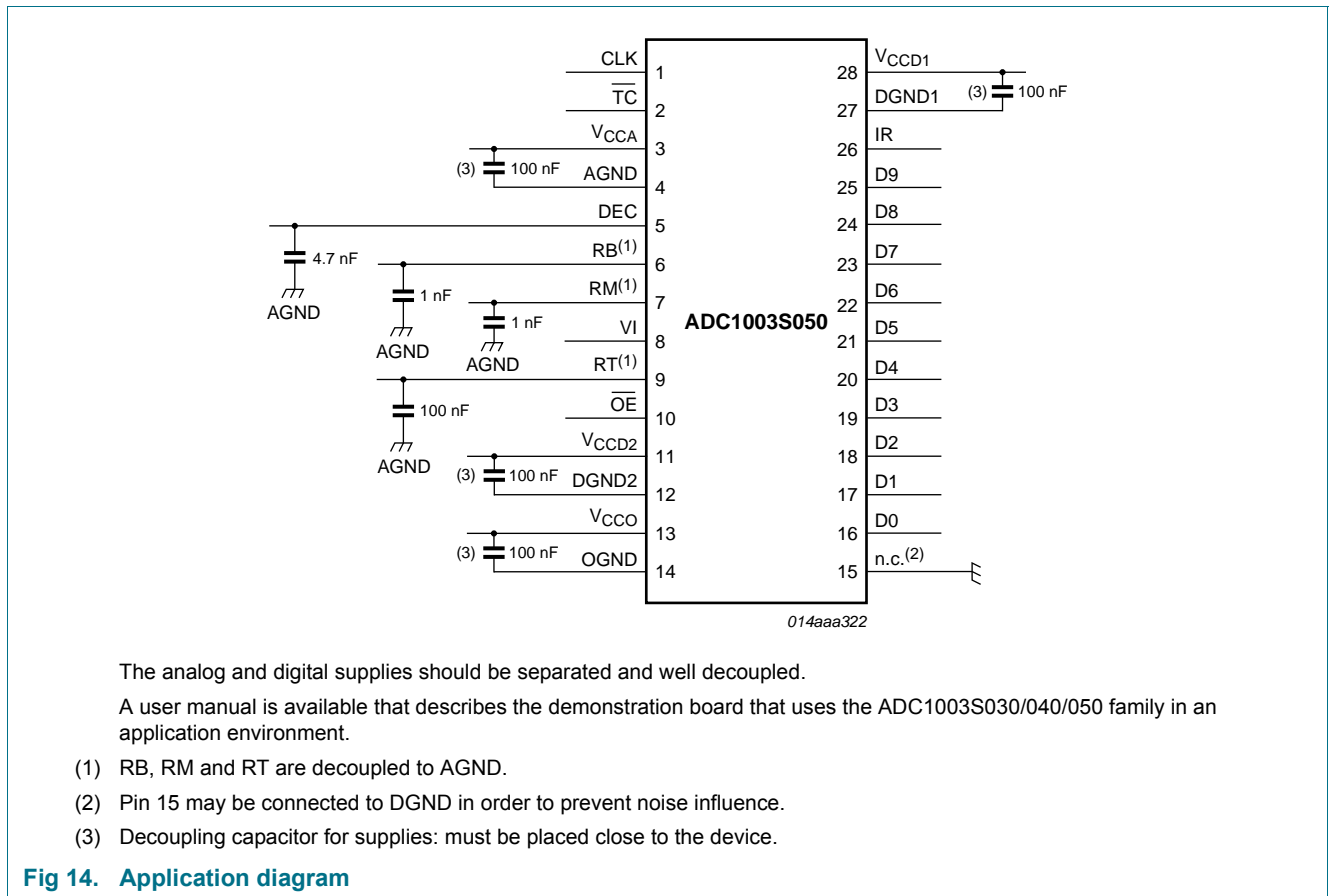 CLK 1 28 VCCD1
TC 2 27 DGND1 (3) 100 nF
VCCA 3 26 IR
(3) 100 nF AGND 4 25 D9
DEC 5 24 D8
4.7 nF AGND
RB(1) 6 23 D7
1 nF AGND
RM(1) 7 22 D6
1 nF AGND
ADC1003S050
VI 8 21 D5
RT(1) 9 20 D4
100 nF AGND
OE 10 19 D3
VCCD2 11 18 D2
(3) 100 nF DGND2 12 17 D1
VCCO 13 16 D0
(3) 100 nF OGND 14 15 n.c.(2)
014aaa322
The analog and digital supplies should be separated and well decoupled.
A user manual is available that describes the demonstration board that uses the ADC1003S030/040/050 family in an
application environment.
(1) RB, RM and RT are decoupled to AGND.
(2) Pin 15 may be connected to DGND in order to prevent noise influence.
(3) Decoupling capacitor for supplies: must be placed close to the device.
Fig 14. Application diagram